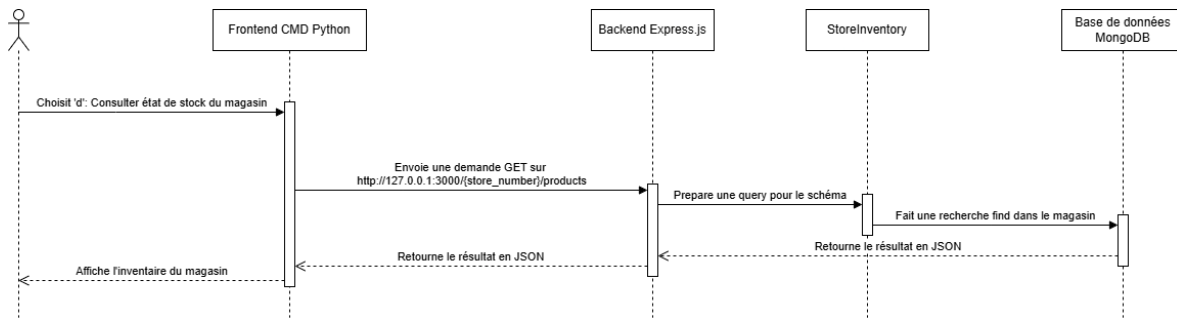 Frontend CMD Python
Backend Express.js
StoreInventory
Base de données
MongoDB
Choisit 'd': Consulter état de stock du magasin
Envoie une demande GET sur
http://127.0.0.1:3000/{store_number}/products
Prepare une query pour le schéma
Fait une recherche find dans le magasin
Retourne le résultat en JSON
Retourne le résultat en JSON
Affiche l'inventaire du magasin